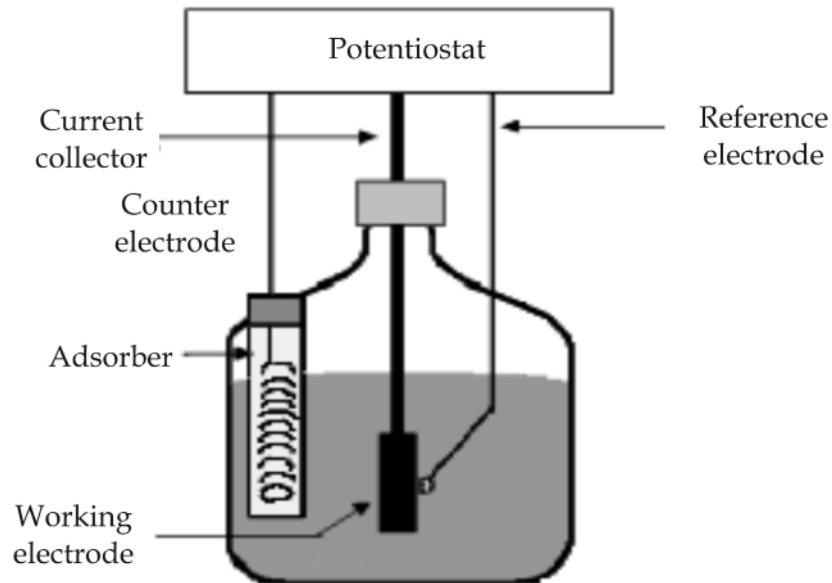 Potentiostat
Current
collector
Reference
electrode
Counter
electrode
Adsorber
Working
electrode